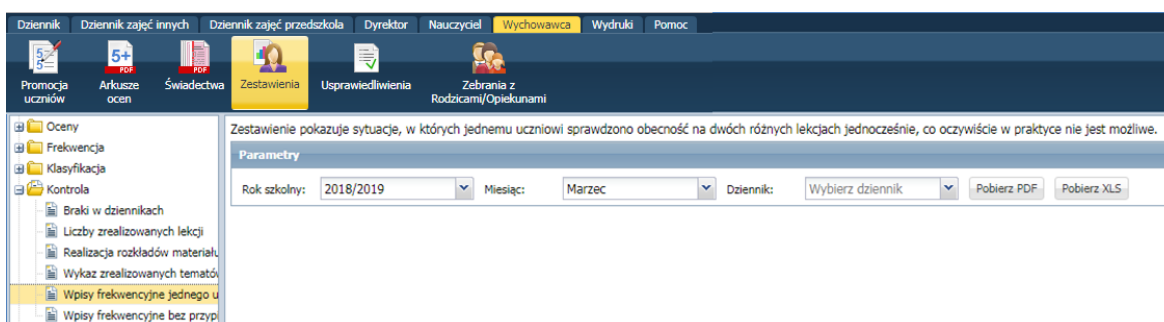 Dziennik Dziennik zajęć innych Dziennik zajęć przedszkola Dyrektor Nauczyciel Wychowawca Wydruki Pomoc
5+
PDF PDF
Promocja Arkusze Świadectwa Zestawienia Usprawiedliwienia Zebrania z
uczniów ocen Rodzicami/Opiekunami
Oceny
Frekwencja
Klasyfikacja
Kontrola
Braki w dziennikach
Liczby zrealizowanych lekcji
Realizacja rozkładów materiału
Wykaz zrealizowanych tematów
Wpisy frekwencyjne jednego u
Wpisy frekwencyjne bez przyp
Zestawienie pokazuje sytuacje, w których jednemu uczniowi sprawdzono obecność na dwóch różnych lekcjach jednocześnie, co oczywiście w praktyce nie jest możliwe.
Parametry
Rok szkolny: 2018/2019 Miesiąc: Marzec Dziennik: Wybierz dziennik Pobierz PDF Pobierz XLS